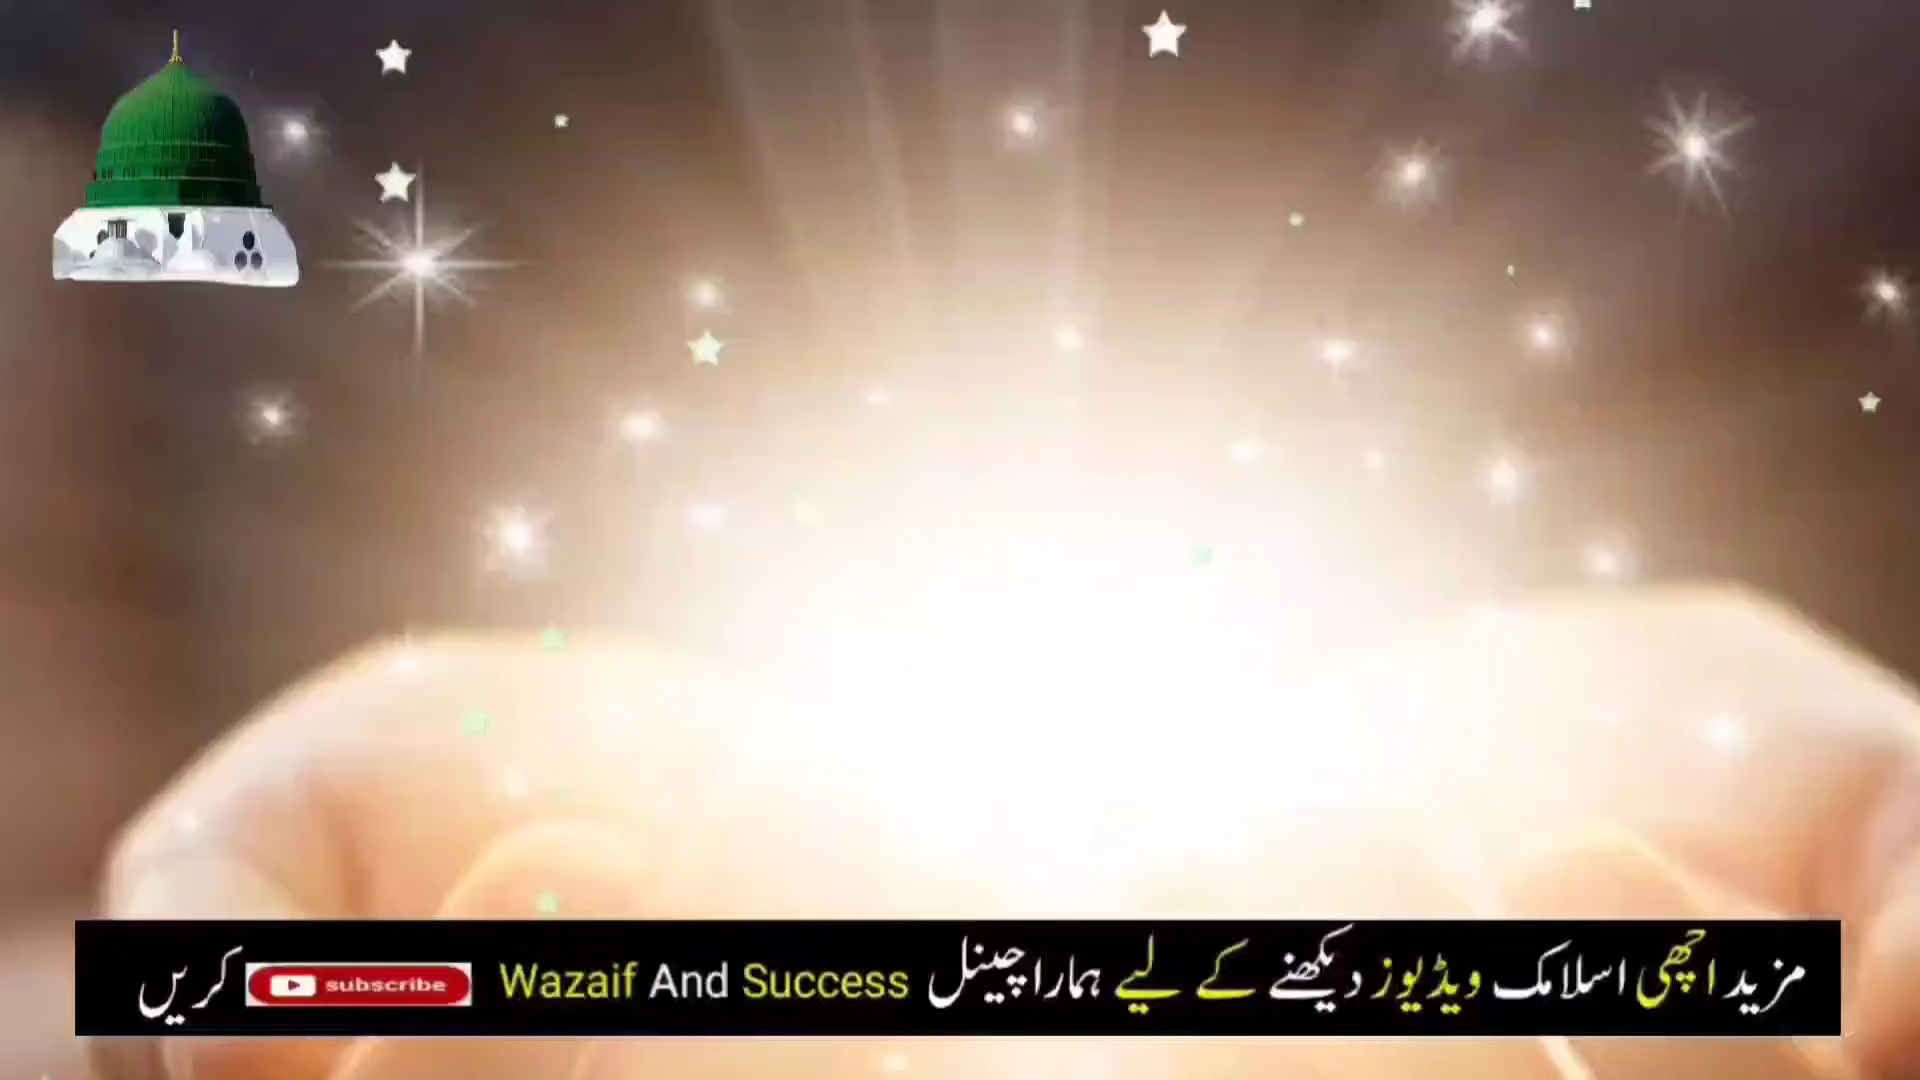 مزید اچھی اسلامک ویڈیوز دیکھنے کے لیے ہمارا چینل Wazaif And Success subscribe کریں